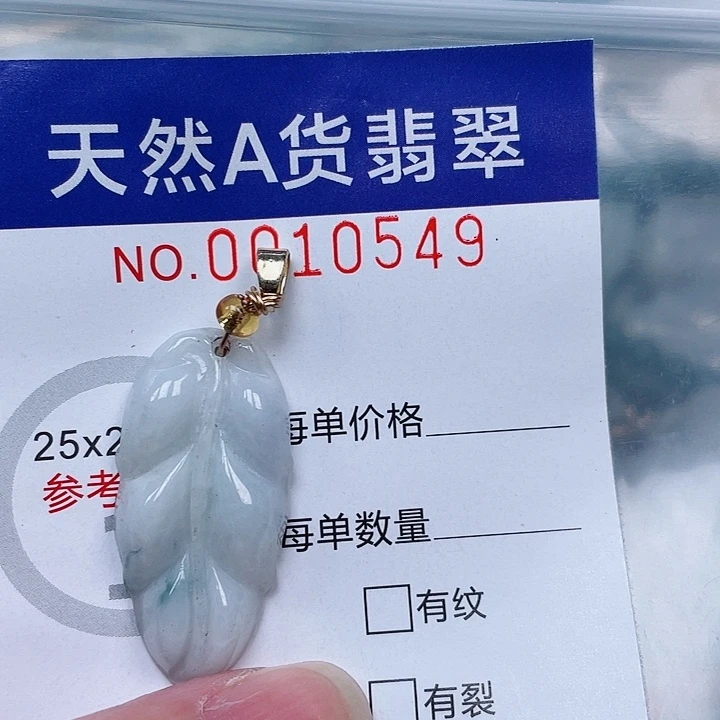 天然A货翡翠
NO.0010549
25x2
每单价格
参考
每单数量
有纹
有裂